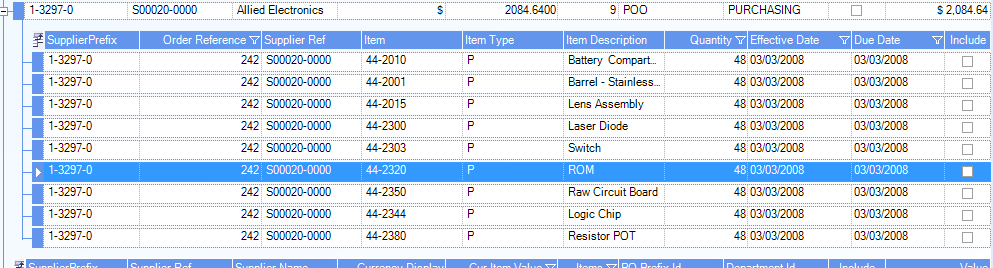 1-3297-0 S00020-0000 Allied Electronics $ 2084.6400 9 POO PURCHASING $ 2,084.64
SupplierPrefix Order Reference Supplier Ref Item Item Type Item Description Quantity Effective Date Due Date Include
1-3297-0 242 S00020-0000 44-2010 P Battery Compart... 48 03/03/2008 03/03/2008
1-3297-0 242 S00020-0000 44-2001 P Barrel - Stainless... 48 03/03/2008 03/03/2008
1-3297-0 242 S00020-0000 44-2015 P Lens Assembly 48 03/03/2008 03/03/2008
1-3297-0 242 S00020-0000 44-2300 P Laser Diode 48 03/03/2008 03/03/2008
1-3297-0 242 S00020-0000 44-2303 P Switch 48 03/03/2008 03/03/2008
1-3297-0 242 S00020-0000 44-2320 P ROM 48 03/03/2008 03/03/2008
1-3297-0 242 S00020-0000 44-2350 P Raw Circuit Board 48 03/03/2008 03/03/2008
1-3297-0 242 S00020-0000 44-2344 P Logic Chip 48 03/03/2008 03/03/2008
1-3297-0 242 S00020-0000 44-2380 P Resistor POT 48 03/03/2008 03/03/2008
SupplierPrefix Supplier Ref Supplier Name Currency Display Cur Item Value Items PO Prefix Id Department Id Include Value